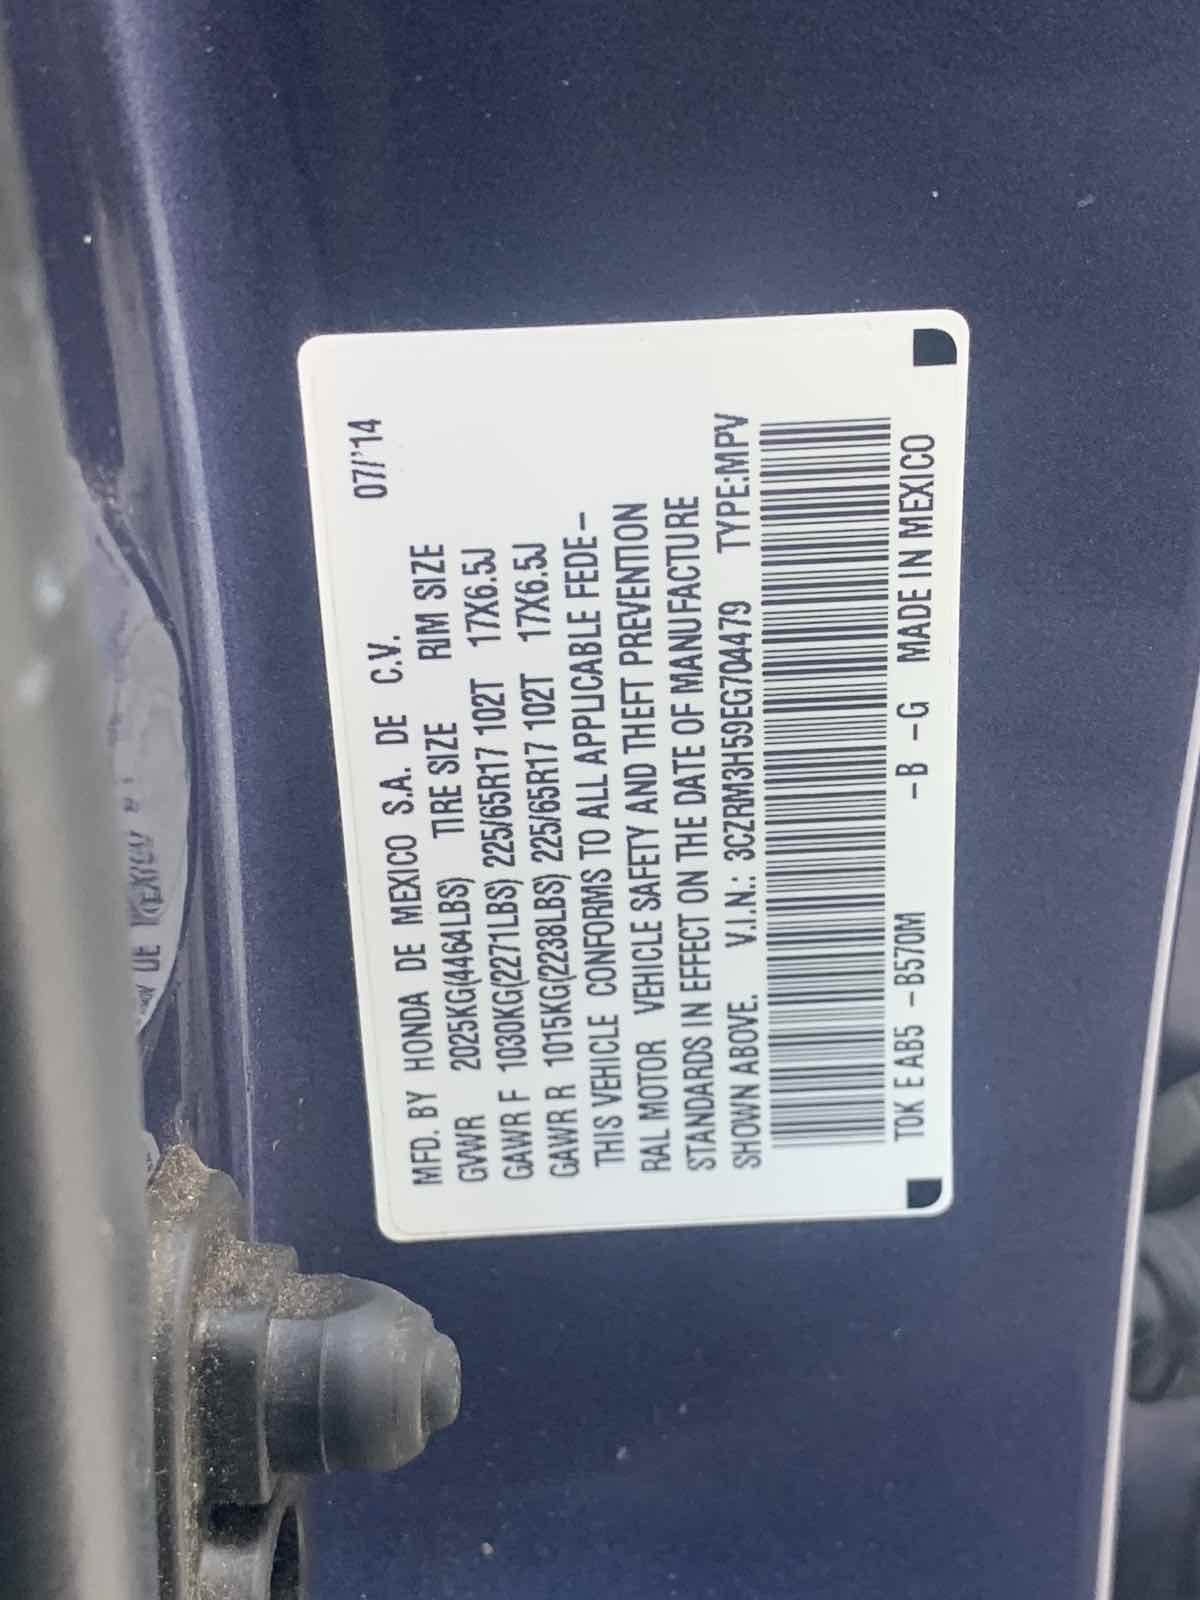 07/'14
MFD. BY HONDA DE MEXICO S.A. DE C.V.
GVWR 2025KG(4464LBS) TIRE SIZE RIM SIZE
GAWR F 1030KG(2271LBS) 225/65R17 102T 17X6.5J
GAWR R 1015KG(2238LBS) 225/65R17 102T 17X6.5J
THIS VEHICLE CONFORMS TO ALL APPLICABLE FEDE-
RAL MOTOR VEHICLE SAFETY AND THEFT PREVENTION
STANDARDS IN EFFECT ON THE DATE OF MANUFACTURE
SHOWN ABOVE. V.I.N.: 3CZRM3H59EG704479 TYPE:MPV
TDK E AB5 -B570M -B -G MADE IN MEXICO
DE